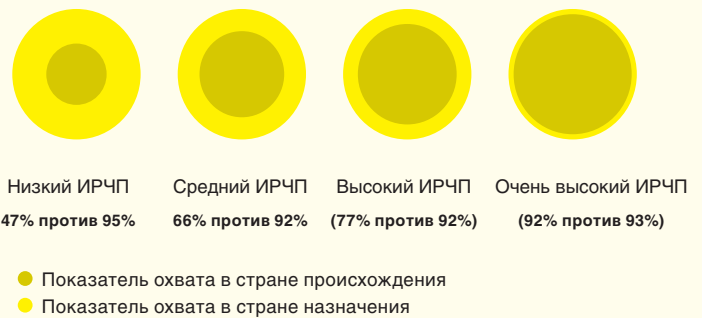 Низкий ИРЧП Средний ИРЧП Высокий ИРЧП Очень высокий ИРЧП
47% против 95% 66% против 92% (77% против 92%) (92% против 93%)
Показатель охвата в стране происхождения
Показатель охвата в стране назначения